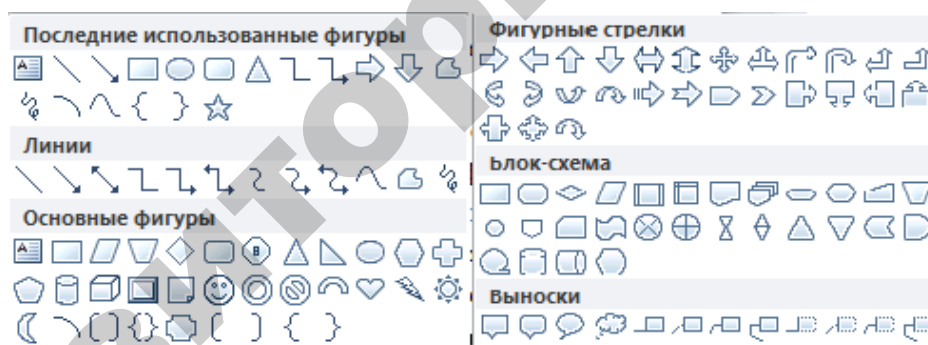 Последние использованные фигуры
Линии
Основные фигуры
Фигурные стрелки
Блок-схема
Выноски